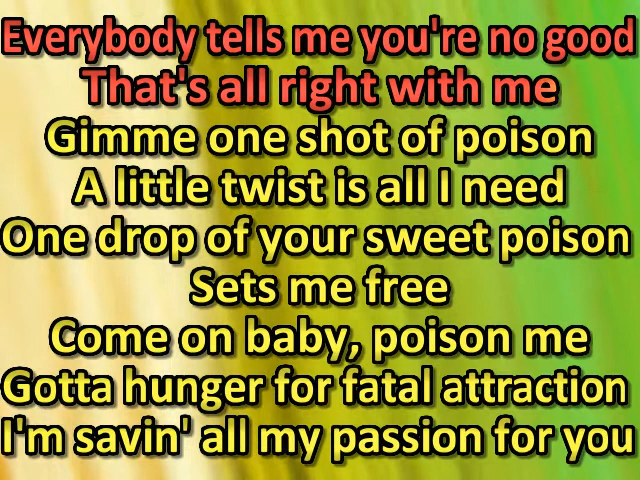 Everybody tells me you're no good
That's all right with me
Gimme one shot of poison
A little twist is all I need
One drop of your sweet poison
Sets me free
Come on baby, poison me
Gotta hunger for fatal attraction
I'm savin' all my passion for you